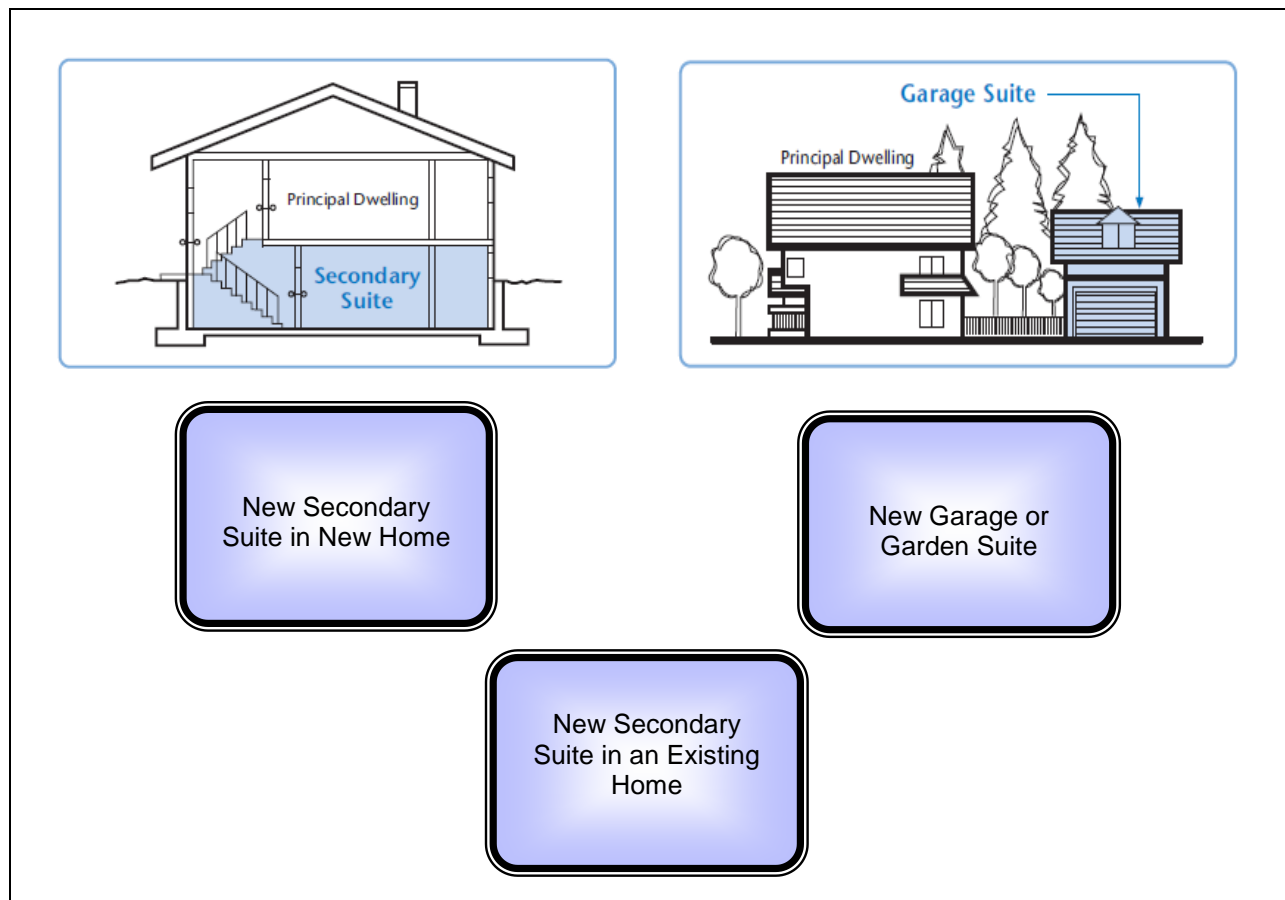 Principal Dwelling
Secondary
Suite
Garage Suite
Principal Dwelling
New Secondary
Suite in New Home
New Garage or
Garden Suite
New Secondary
Suite in an Existing
Home